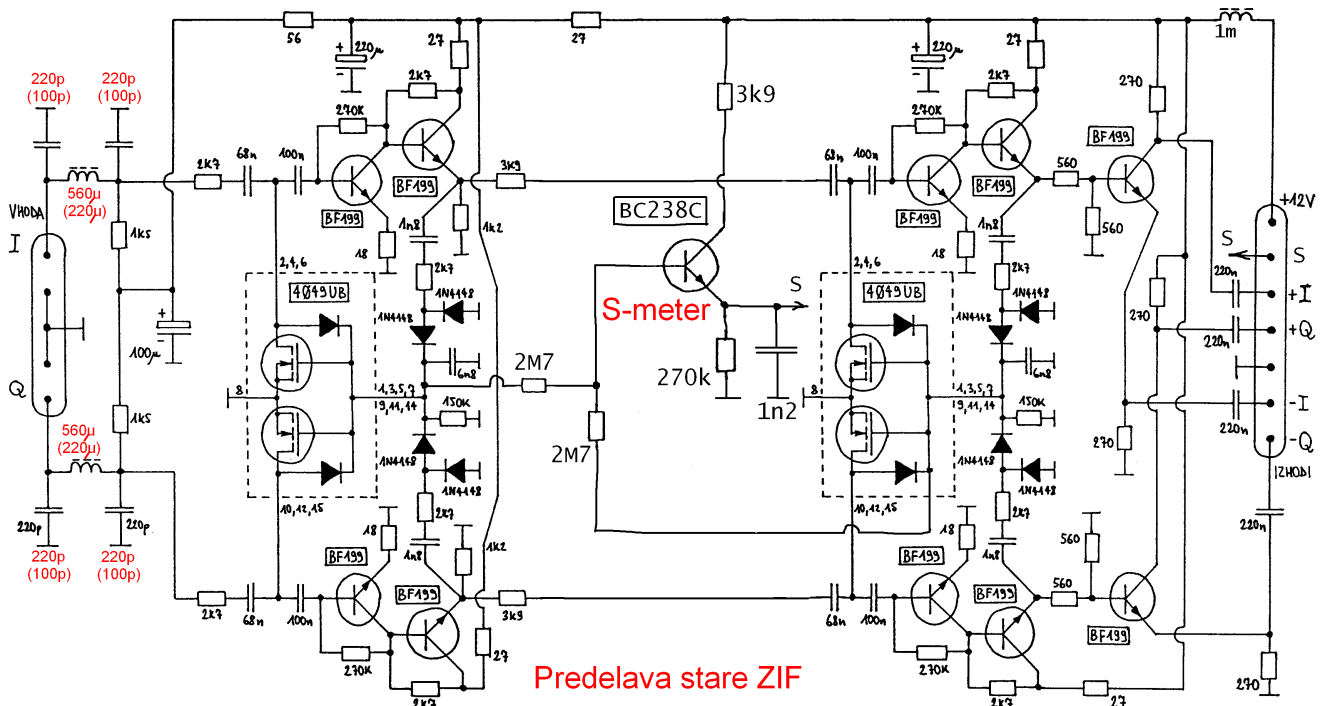 56
220µ
27
27
27
220µ
1m
220p
(100p)
220p
(100p)
2k7
3k9
2k7
270
270K
270K
BF199
68n
100n
68n
100n
2K7
3K9
560
560µ
(220µ)
BF199
BF199
BC238C
BF199
BF199
VHODA
1n8
1k2
1n8
560
+12V
I
1k5
18
18
S
S
2,4,6
2k7
2,4,6
2k7
220n
+I
4049UB
1N4148
S-meter
S
4049UB
1N4148
270
+Q
1N4148
1N4148
220n
100µ
6n8
2M7
270k
6n8
8
1,3,5,7
8
1,3,5,7
-I
Q
9,11,14
150K
1n2
9,11,14
150K
220n
1k5
2M7
270
-Q
560µ
(220µ)
1N4148
1N4148
1N4148
1N4148
IZHODI
10,12,15
2k7
10,12,15
2k7
220p
220p
18
18
220n
1k2
560
220p
(100p)
220p
(100p)
BF199
1n8
BF199
1n8
BF199
BF199
560
2k7
68n
100n
3K9
68n
100n
BF199
27
270K
270K
Predelava stare ZIF
270
2k7
2k7
27